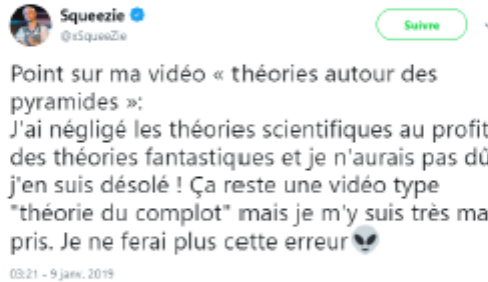 Squeezie
@xSqueeZie
Suivre
Point sur ma vidéo « théories autour des
pyramides »:
J'ai négligé les théories scientifiques au profit
des théories fantastiques et je n'aurais pas dû
j'en suis désolé ! Ça reste une vidéo type
"théorie du complot" mais je m'y suis très ma
pris. Je ne ferai plus cette erreur 👽
03:21 - 9 janv. 2019